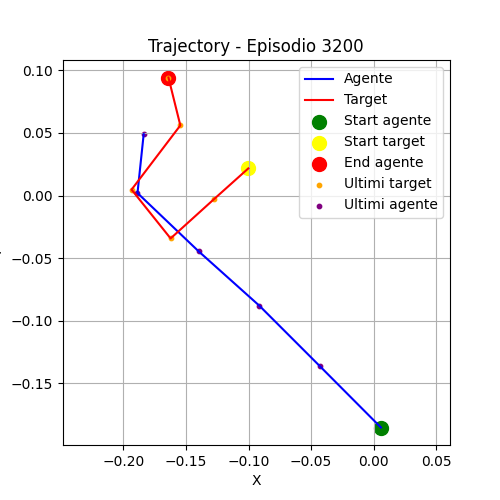 Trajectory - Episodio 3200
Agente
Target
Start agente
Start target
End agente
Ultimi target
Ultimi agente
0.10
0.05
0.00
−0.05
−0.10
−0.15
−0.20
−0.15
−0.10
−0.05
0.00
0.05
X